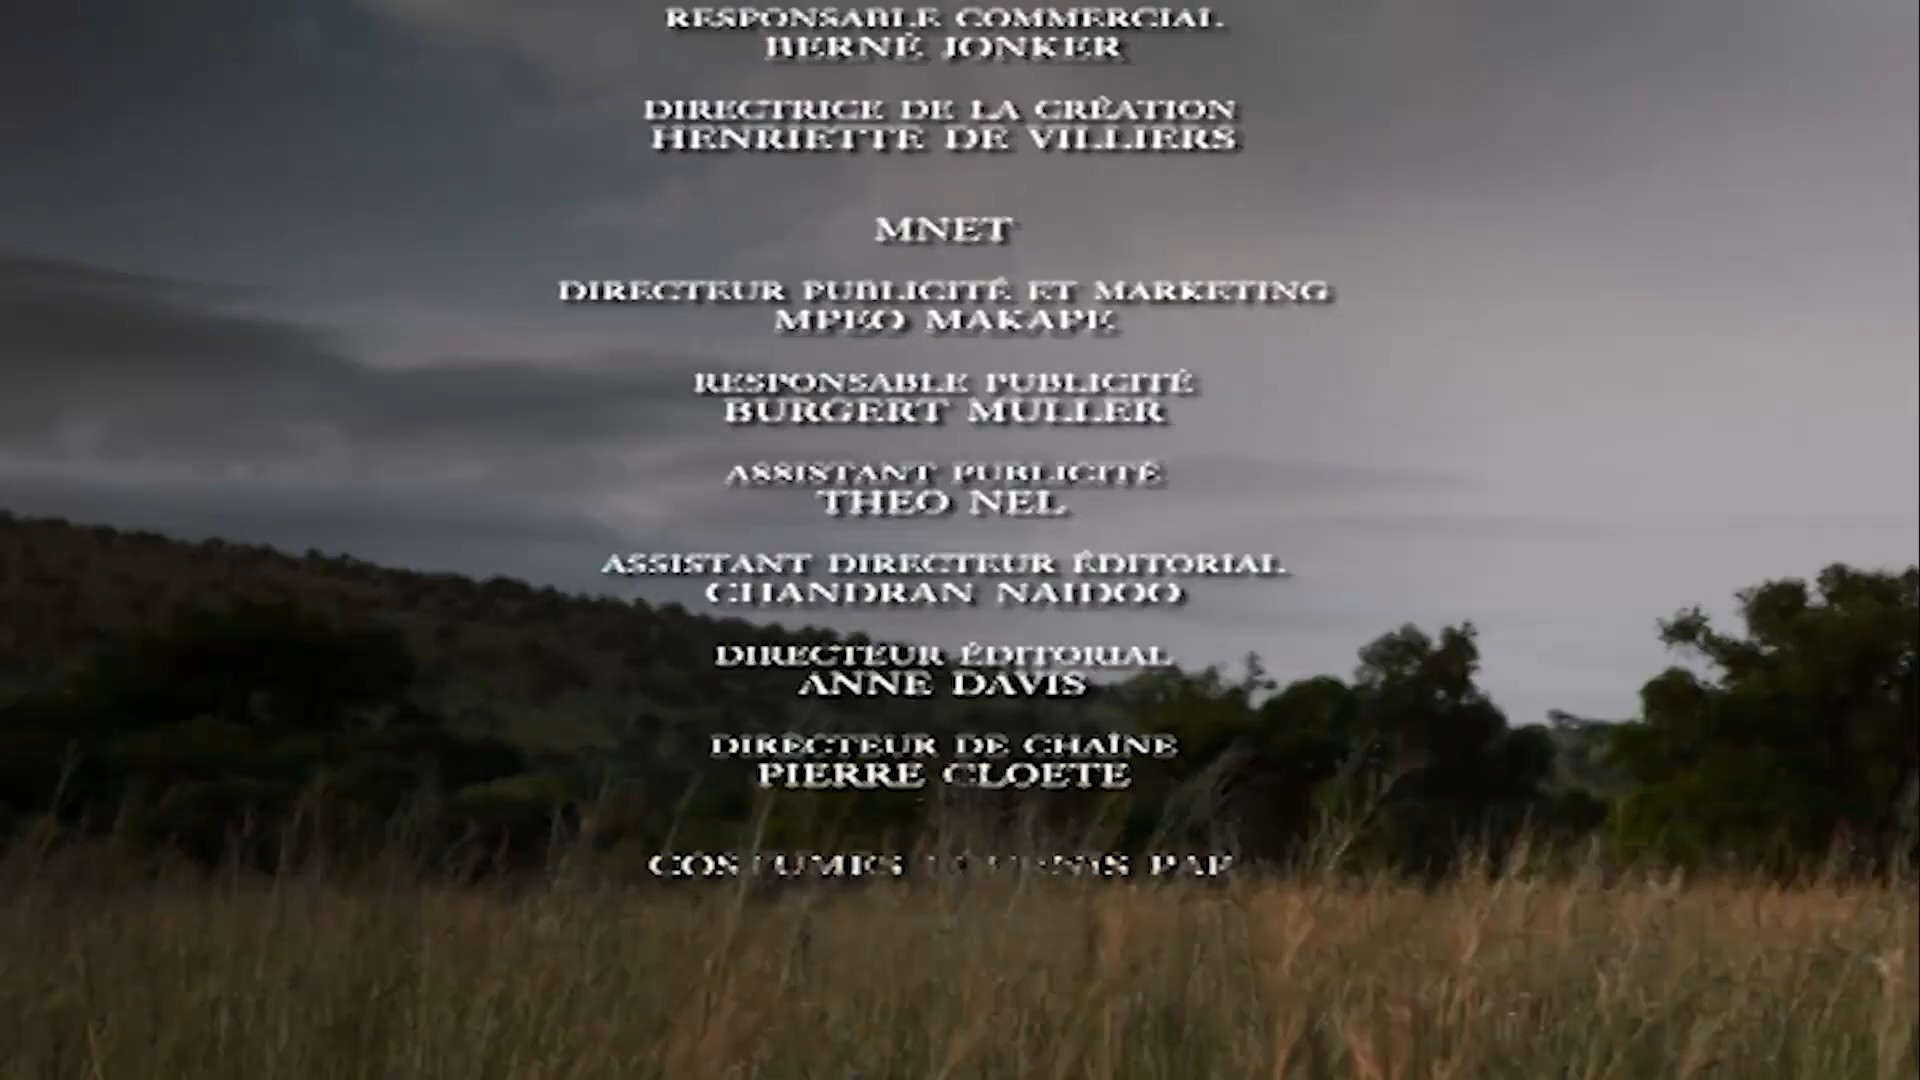 RESPONSABLE COMMERCIAL
BERNÉ JONKER
DIRECTRICE DE LA CRÉATION
HENRIETTE DE VILLIERS
MNET
DIRECTEUR PUBLICITÉ ET MARKETING
MPEO MAKAPE
RESPONSABLE PUBLICITÉ
BURGERT MULLER
ASSISTANT PUBLICITÉ
THEO NEL
ASSISTANT DIRECTEUR ÉDITORIAL
CHANDRAN NAIDOO
DIRECTEUR ÉDITORIAL
ANNE DAVIS
DIRECTEUR DE CHAÎNE
PIERRE CLOETE
COSTUMES PAR